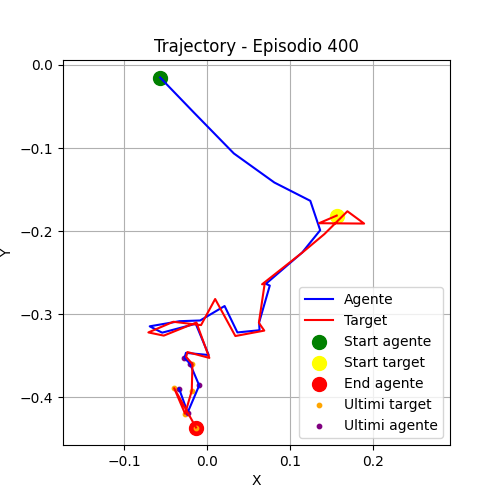 Trajectory - Episodio 400
0.0
−0.1
−0.2
−0.3
−0.4
Y
−0.1
0.0
0.1
0.2
X
Agente
Target
Start agente
Start target
End agente
Ultimi target
Ultimi agente